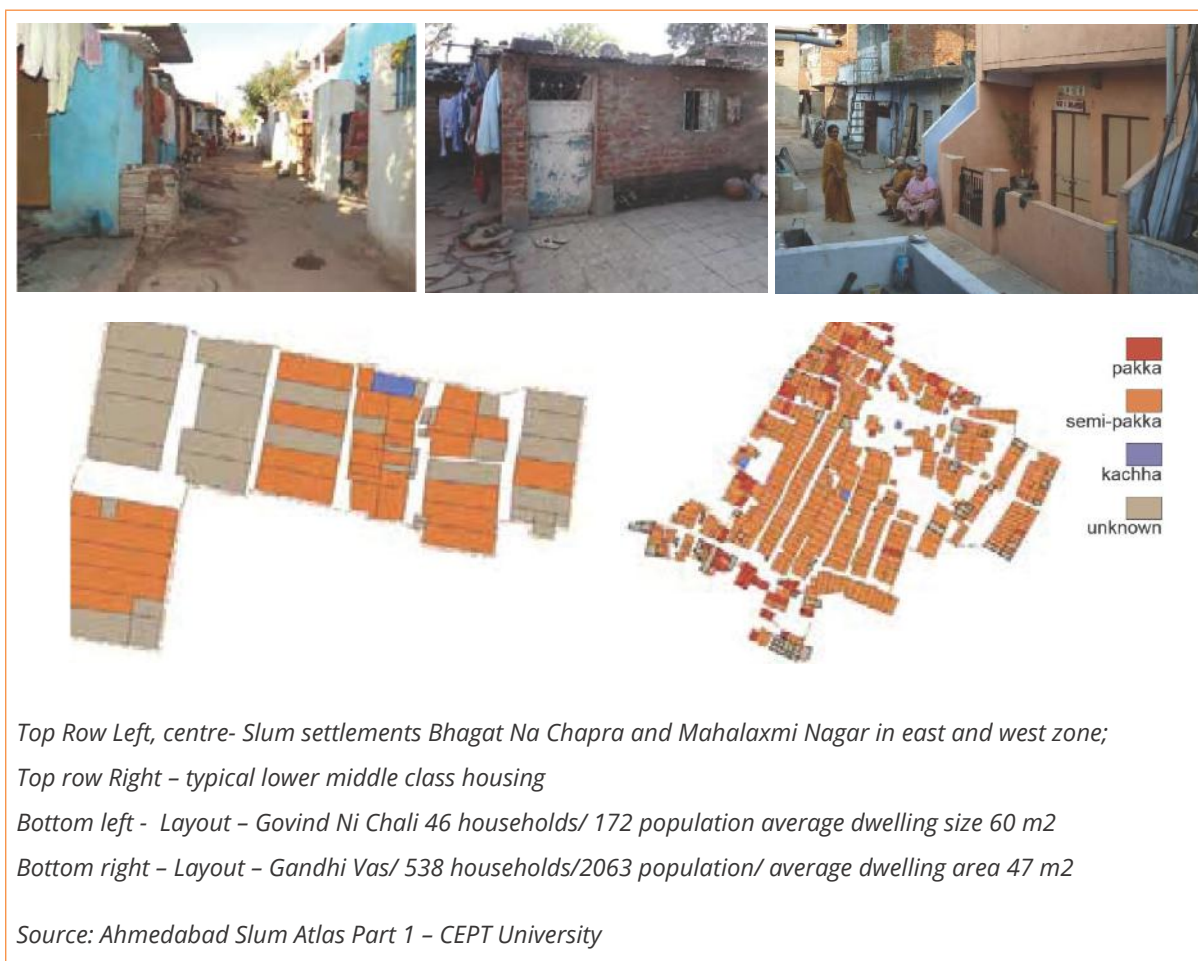 pakka
semi-pakka
kachha
unknown
Top Row Left, centre- Slum settlements Bhagat Na Chapra and Mahalaxmi Nagar in east and west zone;
Top row Right – typical lower middle class housing
Bottom left - Layout – Govind Ni Chali 46 households/ 172 population average dwelling size 60 m2
Bottom right – Layout – Gandhi Vas/ 538 households/2063 population/ average dwelling area 47 m2
Source: Ahmedabad Slum Atlas Part 1 – CEPT University